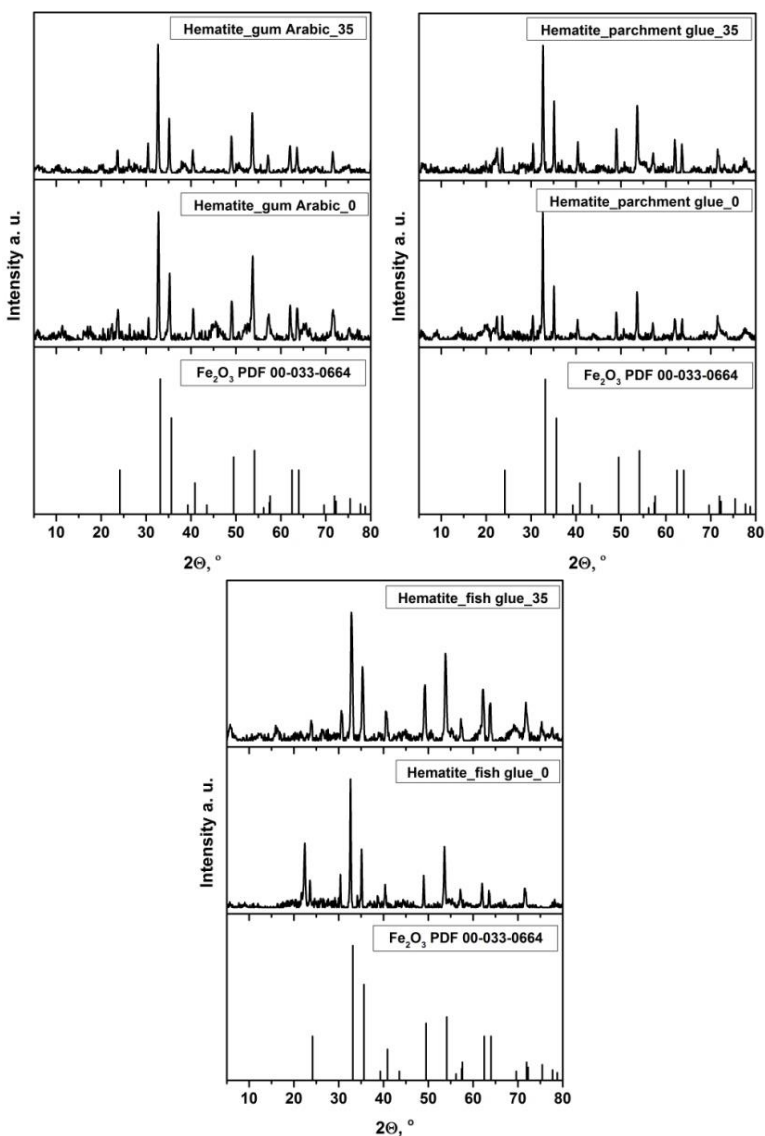 Hematite_gum Arabic_35
Hematite_gum Arabic_0
Fe₂O₃ PDF 00-033-0664
Intensity a. u.
10 20 30 40 50 60 70 80
2Θ, °
Hematite_parchment glue_35
Hematite_parchment glue_0
Fe₂O₃ PDF 00-033-0664
Intensity a. u.
10 20 30 40 50 60 70 80
2Θ, °
Hematite_fish glue_35
Hematite_fish glue_0
Fe₂O₃ PDF 00-033-0664
Intensity a. u.
10 20 30 40 50 60 70 80
2Θ, °